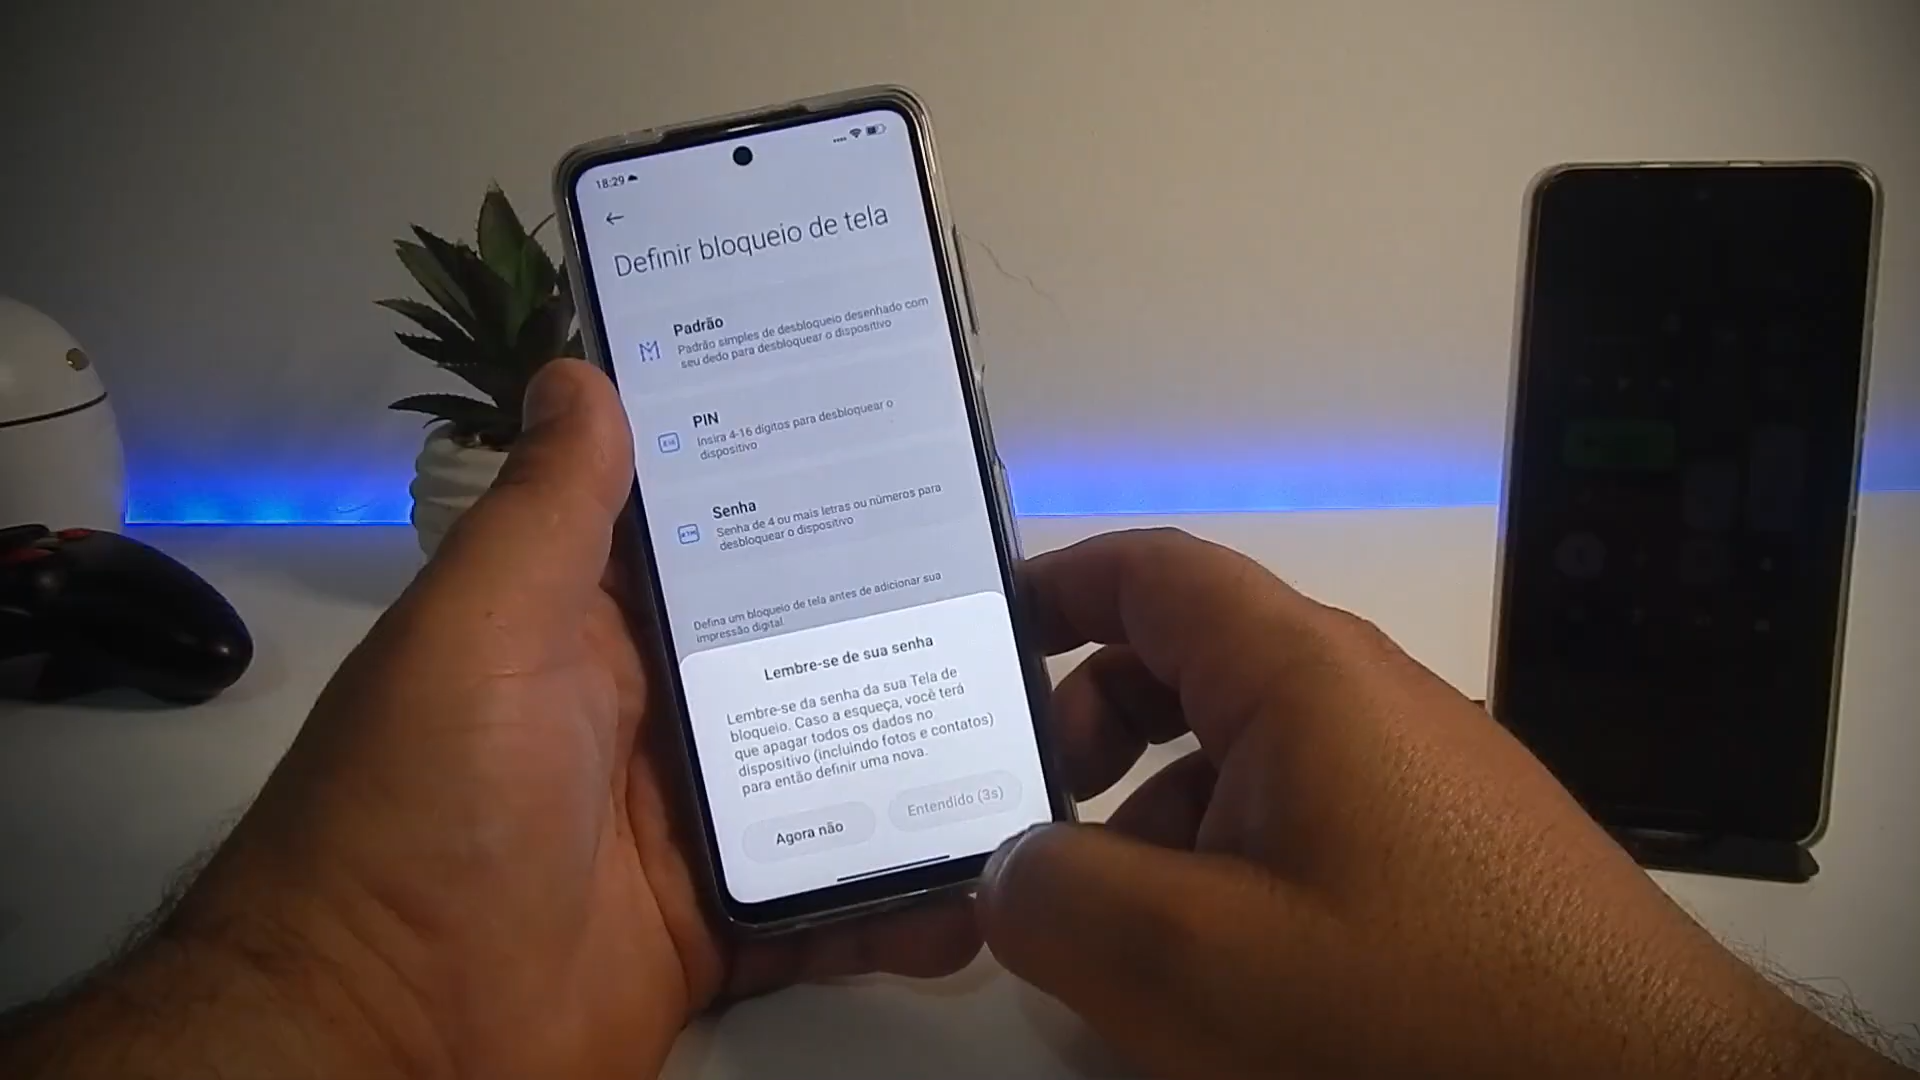 18:29
Definir bloqueio de tela
Padrão
Padrão simples de desbloqueio desenhado com
seu dedo para desbloquear o dispositivo
PIN
Insira 4-16 dígitos para desbloquear o
dispositivo
Senha
Senha de 4 ou mais letras ou números para
desbloquear o dispositivo
Defina um bloqueio de tela antes de adicionar sua
impressão digital
Lembre-se de sua senha
Lembre-se da senha da sua Tela de
bloqueio. Caso a esqueça, você terá
que apagar todos os dados no
dispositivo (incluindo fotos e contatos)
para então definir uma nova.
Agora não
Entendido (3s)